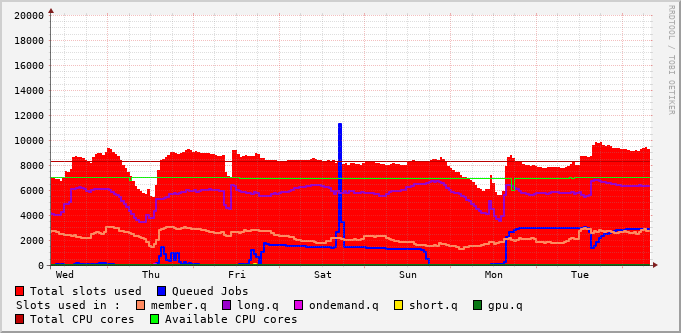 20000
18000
16000
14000
12000
10000
8000
6000
4000
2000
0
Wed Thu Fri Sat Sun Mon Tue
Total slots used Queued Jobs
Slots used in : member.q long.q ondemand.q short.q gpu.q
Total CPU cores Available CPU cores
RRDTOOL / TOBI OETIKER